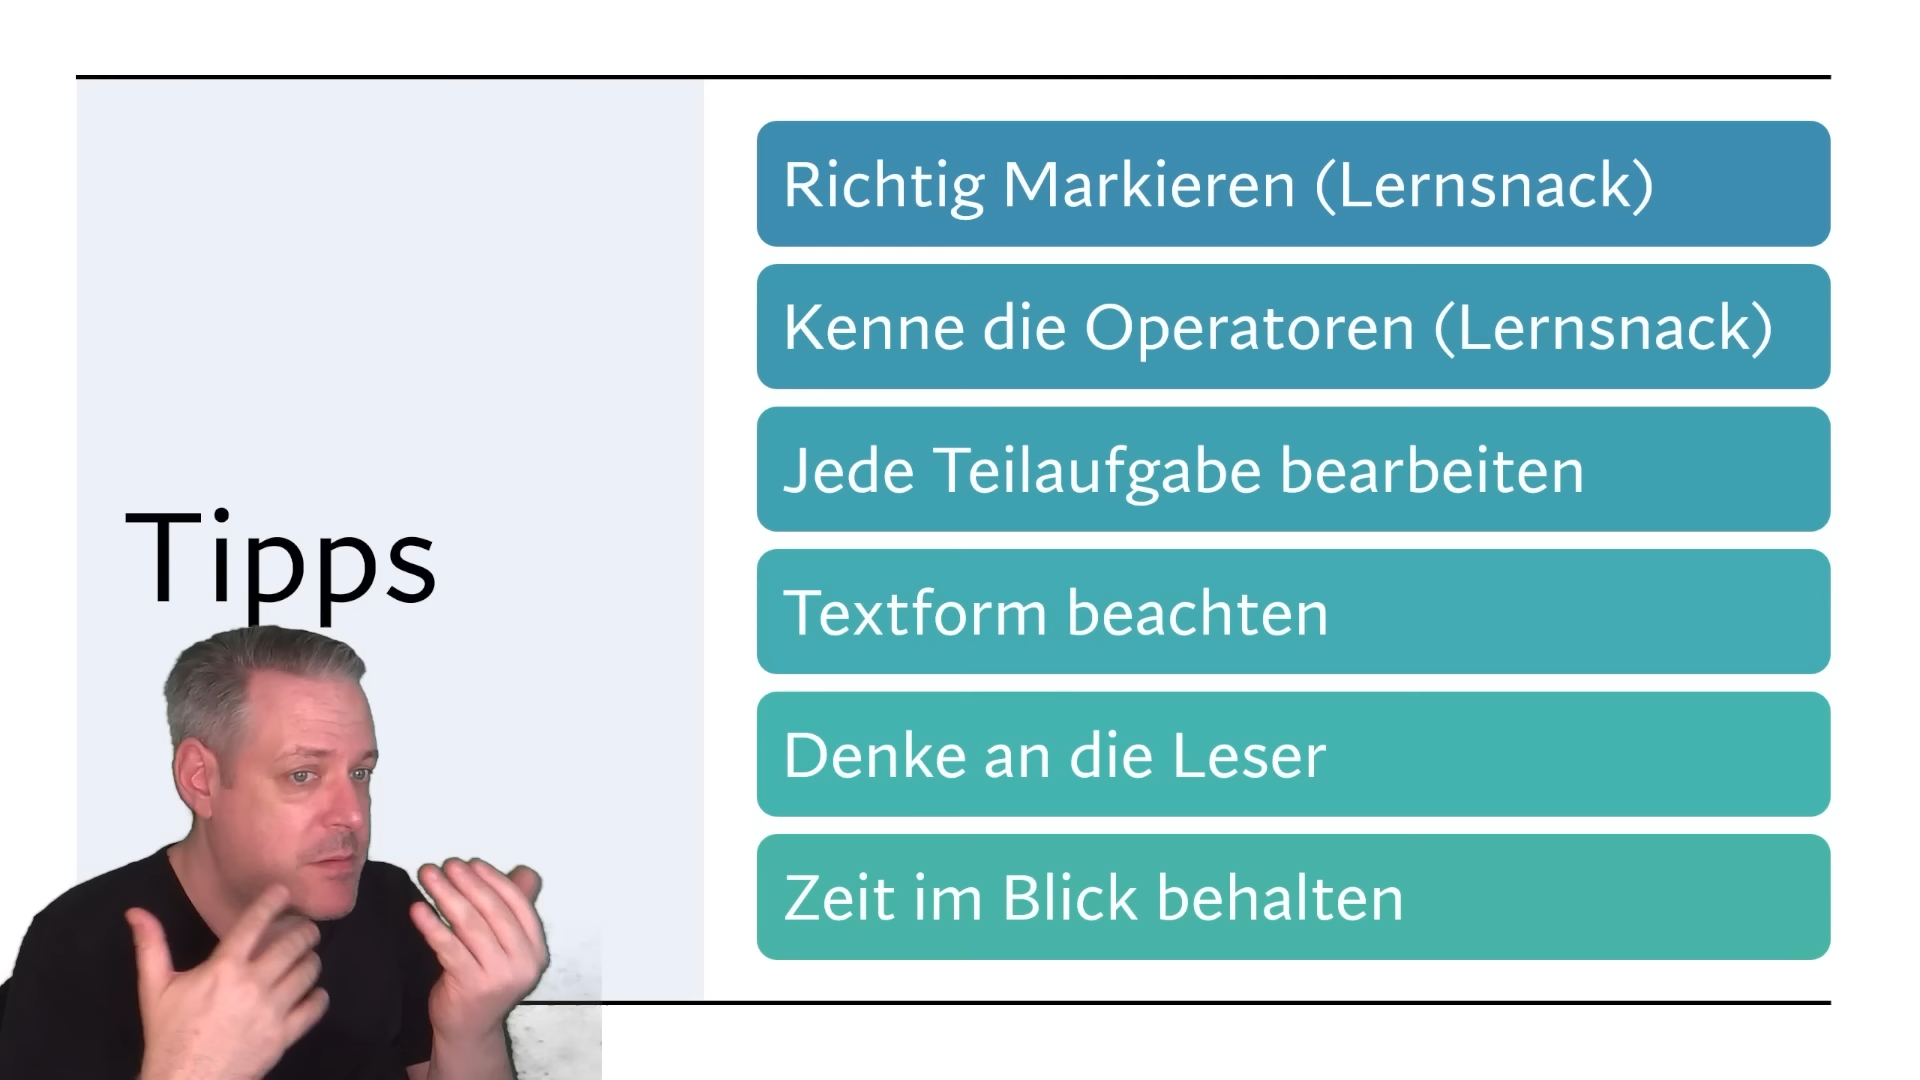 Tipps
Richtig Markieren (Lernsnack)
Kenne die Operatoren (Lernsnack)
Jede Teilaufgabe bearbeiten
Textform beachten
Denke an die Leser
Zeit im Blick behalten